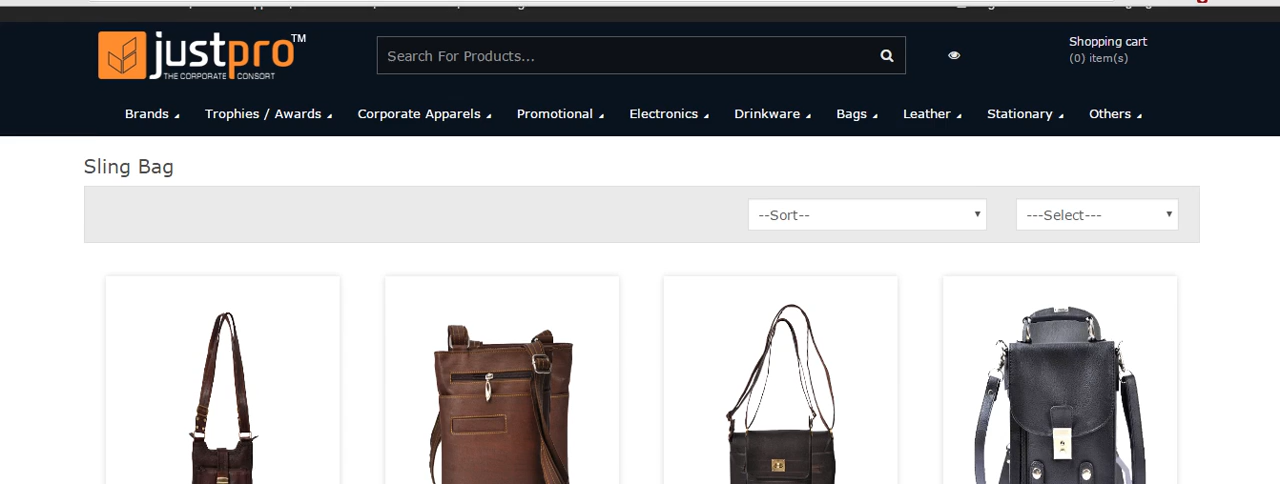 justpro™
THE CORPORATE CONSORT
Search For Products...
Shopping cart
(0) item(s)
Brands
Trophies / Awards
Corporate Apparels
Promotional
Electronics
Drinkware
Bags
Leather
Stationary
Others
Sling Bag
--Sort--
---Select---